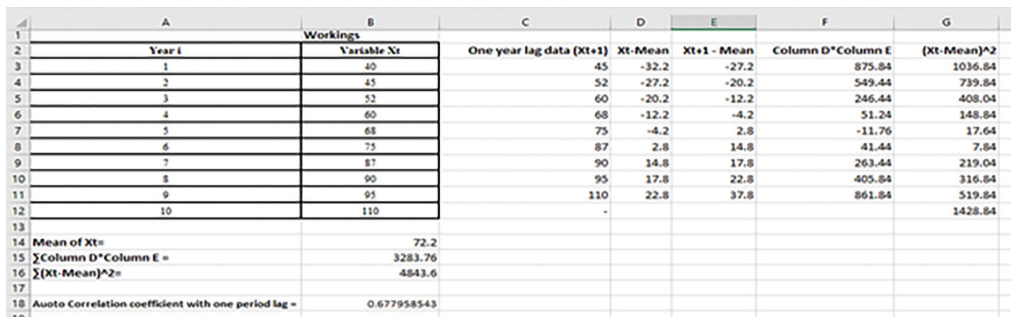 A B C D E F G
1 Workings
2 Year i Variable Xt One year lag data (Xt+1) Xt-Mean Xt+1 - Mean Column D*Column E (Xt-Mean)^2
3 1 40 45 -32.2 -27.2 875.84 1036.84
4 2 45 52 -27.2 -20.2 549.44 739.84
5 3 52 60 -20.2 -12.2 246.44 408.04
6 4 60 68 -12.2 -4.2 51.24 148.84
7 5 68 75 -4.2 2.8 -11.76 17.64
8 6 75 87 2.8 14.8 41.44 7.84
9 7 87 90 14.8 17.8 263.44 219.04
10 8 90 95 17.8 22.8 405.84 316.84
11 9 95 110 22.8 37.8 861.84 519.84
12 10 110 - 1428.84
13
14 Mean of Xt= 72.2
15 ∑Column D*Column E = 3283.76
16 ∑(Xt-Mean)^2= 4843.6
17
18 Auoto Correlation coefficient with one period lag = 0.677958543